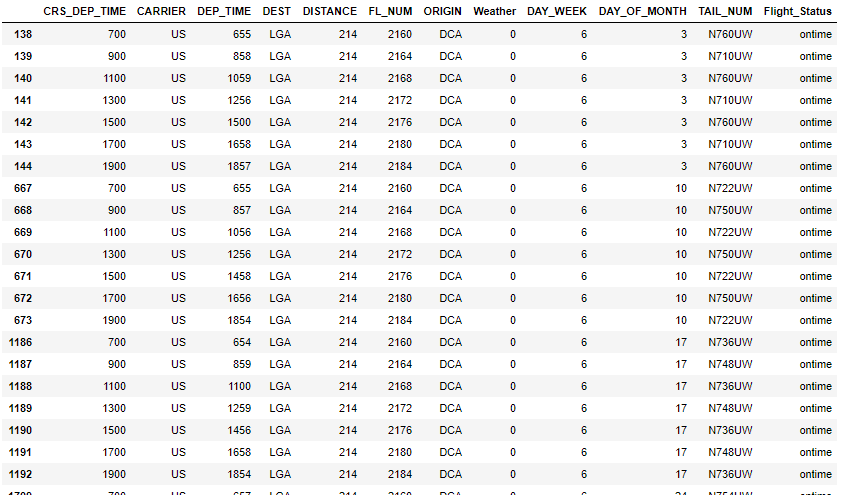 CRS_DEP_TIME CARRIER DEP_TIME DEST DISTANCE FL_NUM ORIGIN Weather DAY_WEEK DAY_OF_MONTH TAIL_NUM Flight_Status
138 700 US 655 LGA 214 2160 DCA 0 6 3 N760UW ontime
139 900 US 858 LGA 214 2164 DCA 0 6 3 N710UW ontime
140 1100 US 1059 LGA 214 2168 DCA 0 6 3 N760UW ontime
141 1300 US 1256 LGA 214 2172 DCA 0 6 3 N710UW ontime
142 1500 US 1500 LGA 214 2176 DCA 0 6 3 N760UW ontime
143 1700 US 1658 LGA 214 2180 DCA 0 6 3 N710UW ontime
144 1900 US 1857 LGA 214 2184 DCA 0 6 3 N760UW ontime
667 700 US 655 LGA 214 2160 DCA 0 6 10 N722UW ontime
668 900 US 857 LGA 214 2164 DCA 0 6 10 N750UW ontime
669 1100 US 1056 LGA 214 2168 DCA 0 6 10 N722UW ontime
670 1300 US 1256 LGA 214 2172 DCA 0 6 10 N750UW ontime
671 1500 US 1458 LGA 214 2176 DCA 0 6 10 N722UW ontime
672 1700 US 1656 LGA 214 2180 DCA 0 6 10 N750UW ontime
673 1900 US 1854 LGA 214 2184 DCA 0 6 10 N722UW ontime
1186 700 US 654 LGA 214 2160 DCA 0 6 17 N736UW ontime
1187 900 US 859 LGA 214 2164 DCA 0 6 17 N748UW ontime
1188 1100 US 1100 LGA 214 2168 DCA 0 6 17 N736UW ontime
1189 1300 US 1259 LGA 214 2172 DCA 0 6 17 N748UW ontime
1190 1500 US 1456 LGA 214 2176 DCA 0 6 17 N736UW ontime
1191 1700 US 1658 LGA 214 2180 DCA 0 6 17 N748UW ontime
1192 1900 US 1854 LGA 214 2184 DCA 0 6 17 N736UW ontime